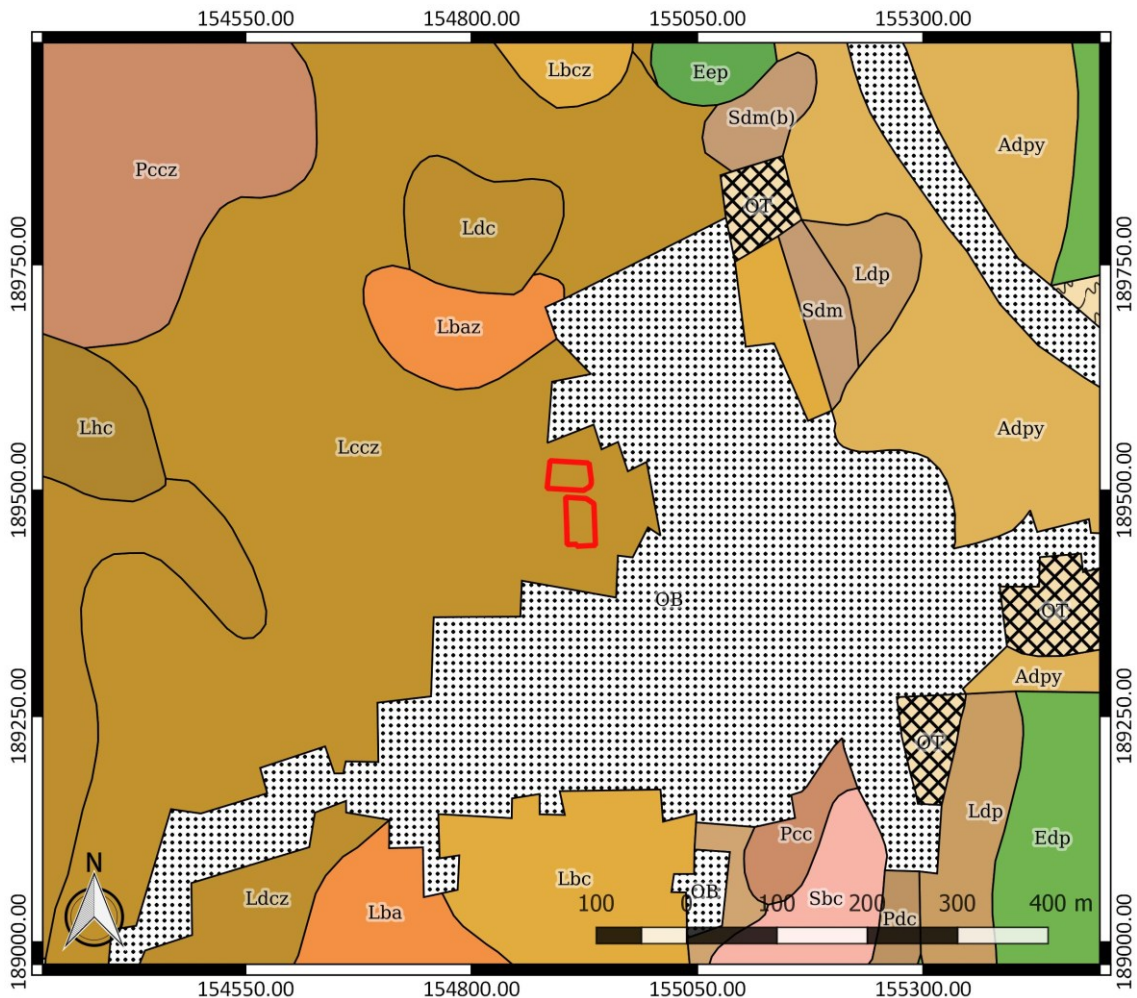 154550.00 154800.00 155050.00 155300.00
Lbcz
Eep
Sdm(b)
Adpy
Pccz
OT
Ldc
189750.00
189750.00
Ldp
Sdm
Lbaz
Lhc
Lccz
Adpy
189500.00
189500.00
OB
OT
Adpy
189250.00
189250.00
OT
Ldp
Pcc
Edp
N
Lbc
OB
Ldcz
Lba
Sbc
Pdc
100 0 100 200 300 400 m
189000.00
189000.00
154550.00 154800.00 155050.00 155300.00